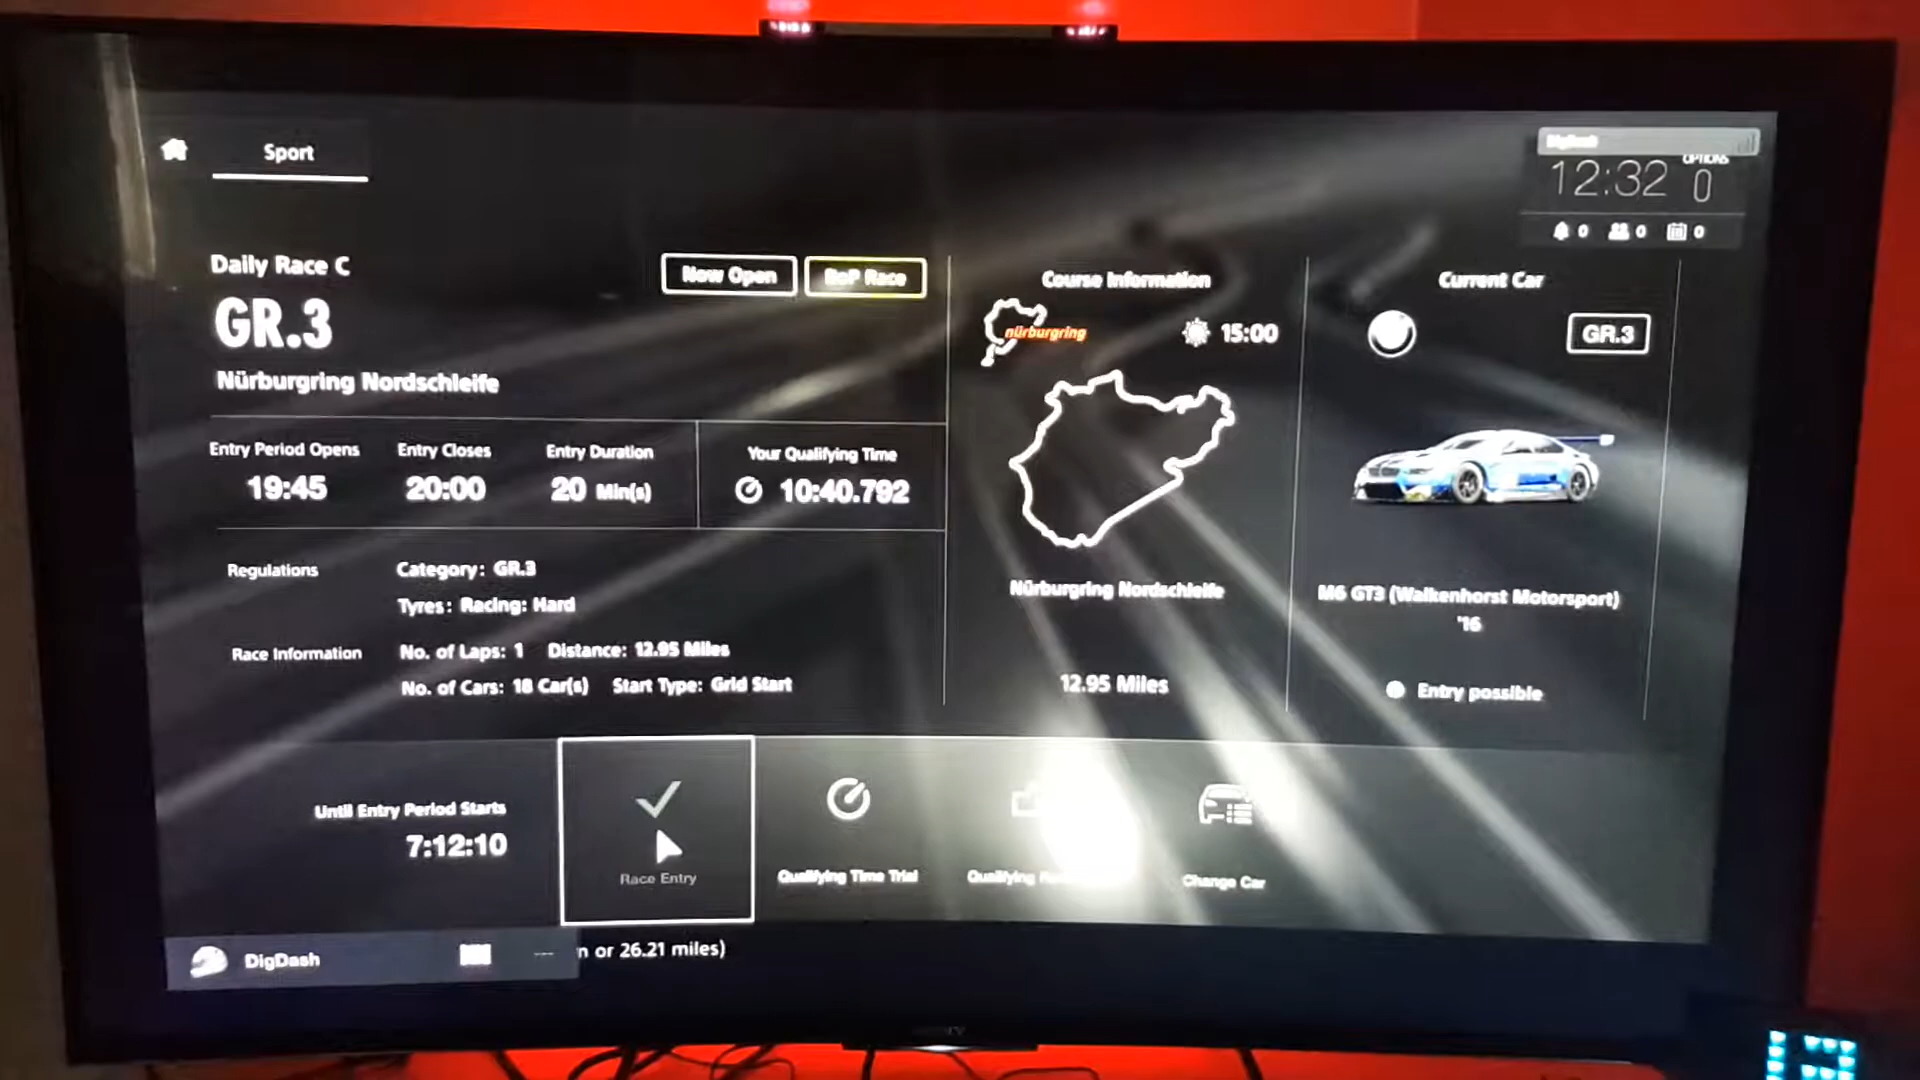 Sport
OPTIONS
12:32 0
0 0 0
Daily Race C
Now Open BoP Race
GR.3
Nürburgring Nordschleife
Entry Period Opens Entry Closes Entry Duration Your Qualifying Time
19:45 20:00 20 Min(s) 10:40.792
Regulations Category: GR.3
Tyres: Racing: Hard
Race Information No. of Laps: 1 Distance: 12.95 Miles
No. of Cars: 18 Car(s) Start Type: Grid Start
Course Information
nürburgring 15:00
Nürburgring Nordschleife
12.95 Miles
Current Car
GR.3
M6 GT3 (Walkenhorst Motorsport)
'16
Entry possible
Until Entry Period Starts
7:12:10
Race Entry
Qualifying Time Trial
Qualifying
Change Car
DigDash --- n or 26.21 miles)